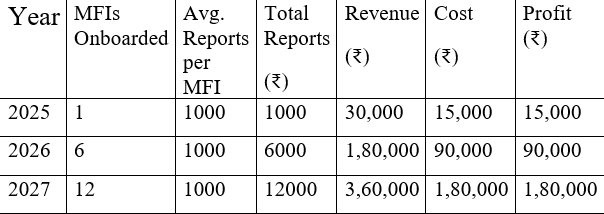 Year MFIs Onboarded Avg. Reports per MFI Total Reports (₹) Revenue (₹) Cost (₹) Profit (₹)
2025 1 1000 1000 30,000 15,000 15,000
2026 6 1000 6000 1,80,000 90,000 90,000
2027 12 1000 12000 3,60,000 1,80,000 1,80,000